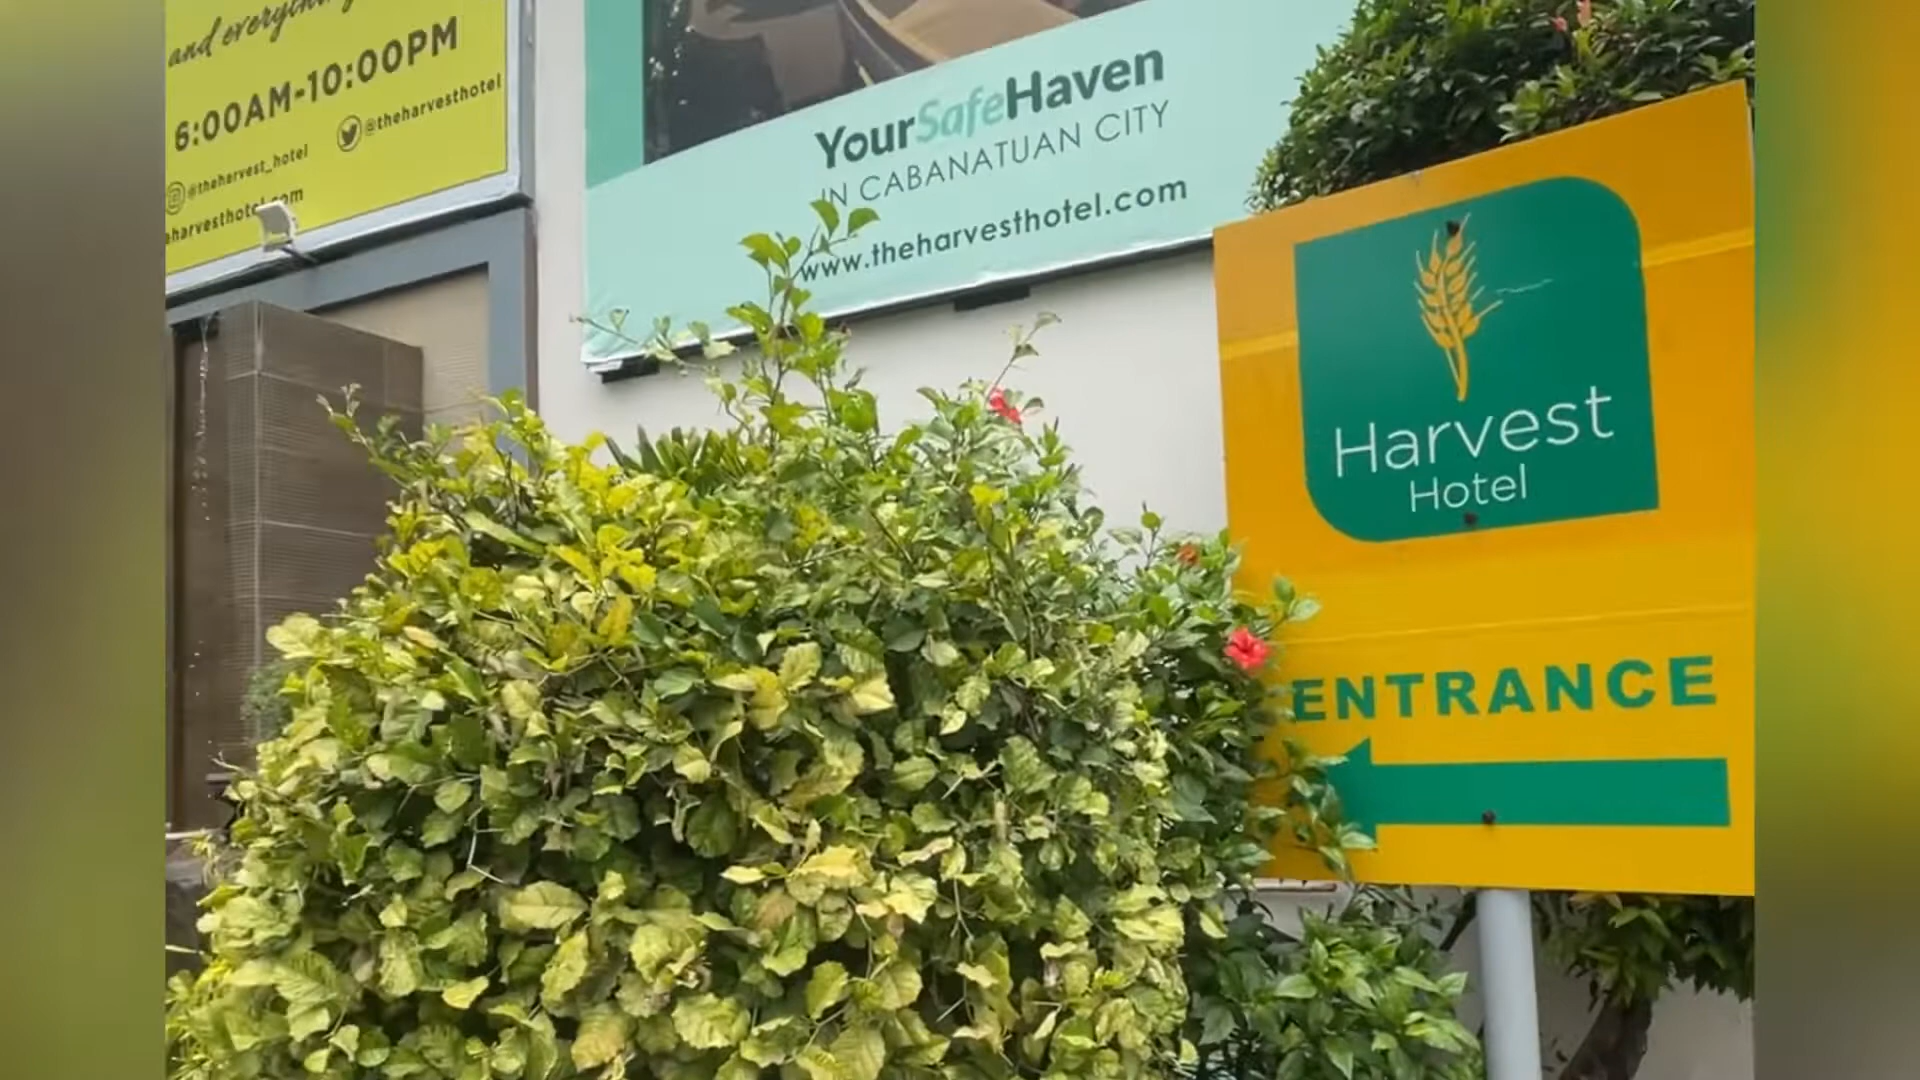 and everything
6:00AM-10:00PM
@theharvest_hotel
@theharvesthotel
harvesthotel.com
YourSafeHaven
IN CABANATUAN CITY
www.theharvesthotel.com
Harvest
Hotel
ENTRANCE